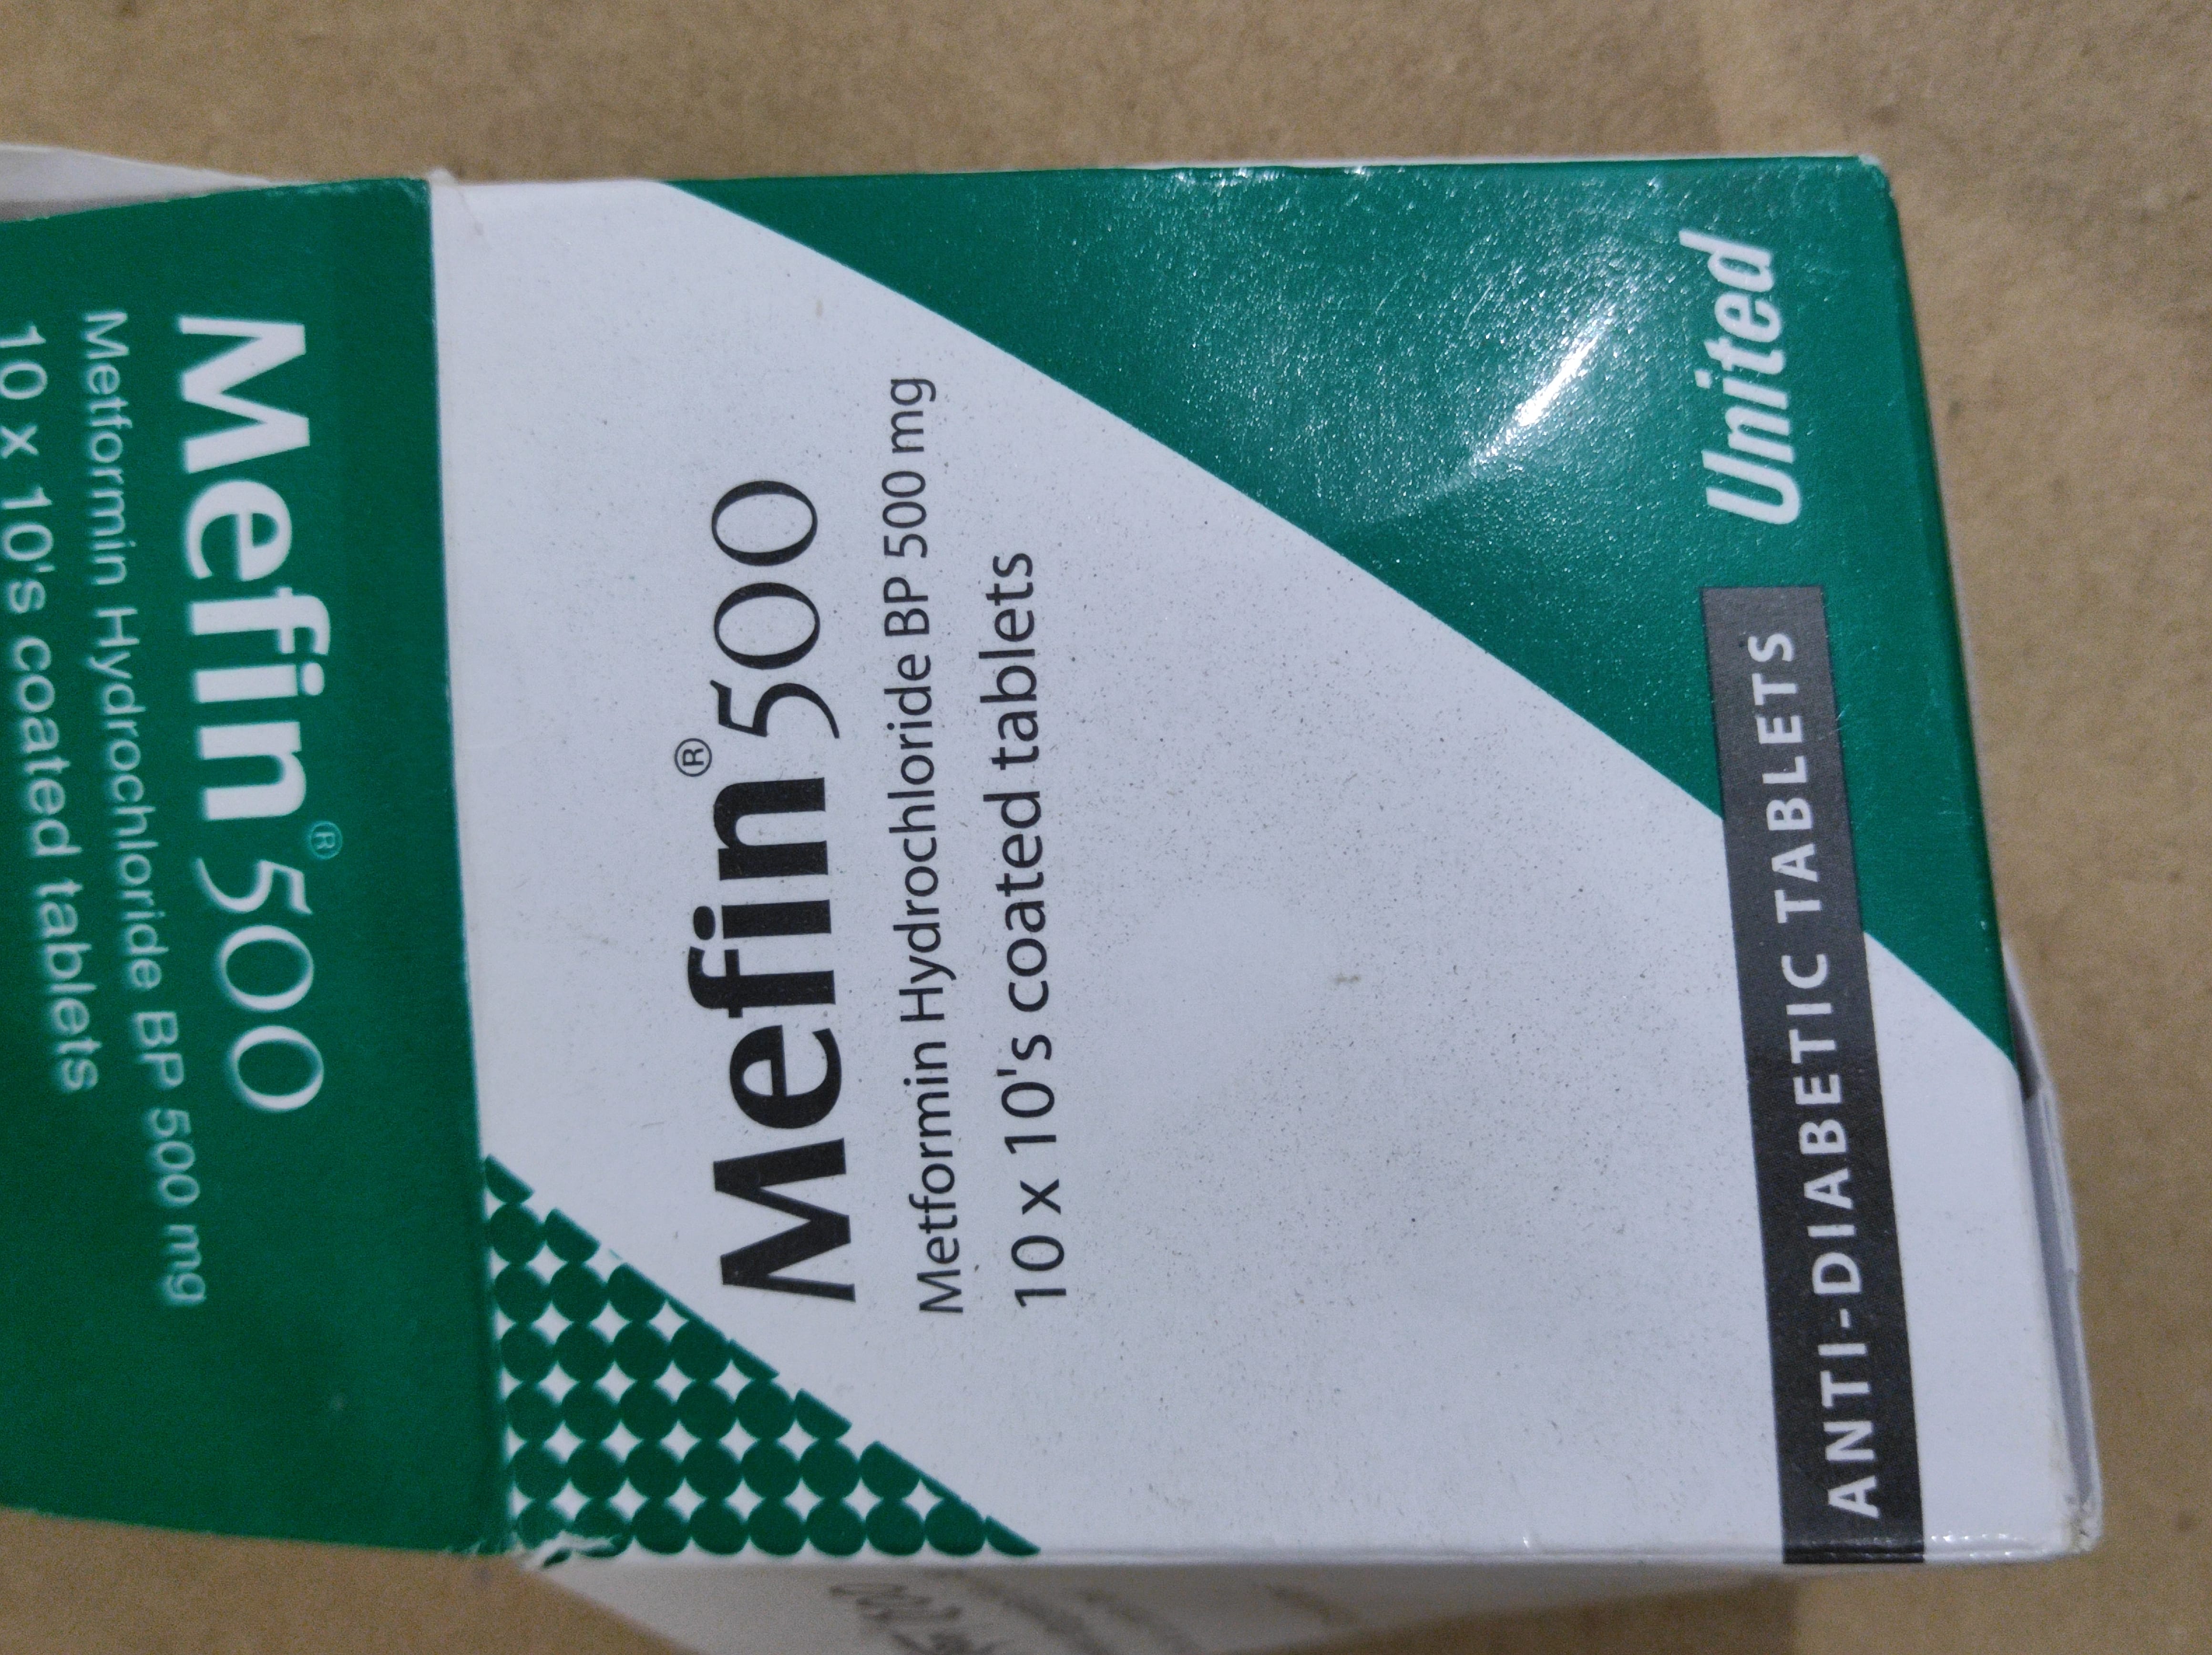 10 x 10's coated tablets
Metformin Hydrochloride BP 500 mg
Mefin® 500
Mefin® 500
Metformin Hydrochloride BP 500 mg
10 x 10's coated tablets
ANTI-DIABETIC TABLETS
United